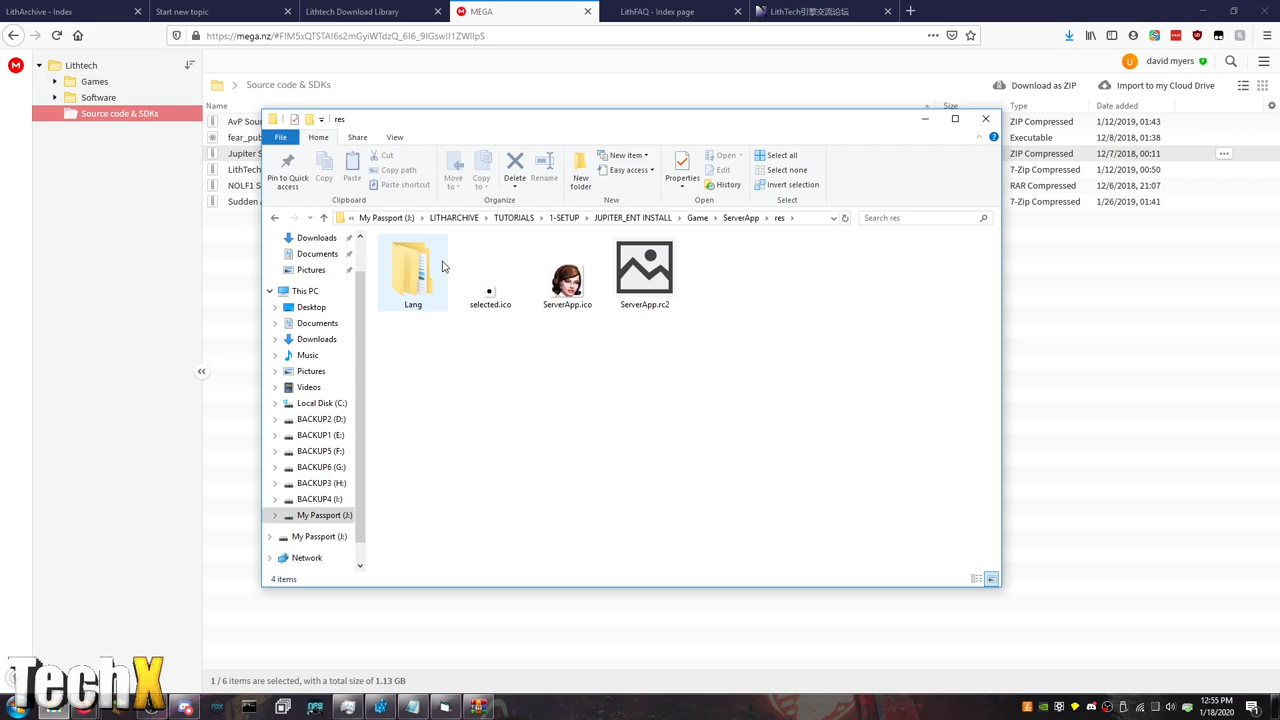 LithArchive - Index
Start new topic
Lithtech Download Library
MEGA
LithFAQ - Index page
LithTech引擎交流论坛
david myers
Lithtech
Games
Software
Source code & SDKs
Source code & SDKs
Download as ZIP
Import to my Cloud Drive
Name
Size
Type
Date added
AvP Sour
ZIP Compressed
1/12/2019, 01:43
fear_pub
Executable
12/8/2018, 01:38
Jupiter S
ZIP Compressed
12/7/2018, 00:11
LithTech
7-Zip Compressed
1/12/2019, 00:50
NOLF1 S
RAR Compressed
12/6/2018, 21:07
Sudden A
7-Zip Compressed
1/26/2019, 01:41
res
File
Home
Share
View
Pin to Quick access
Copy
Paste
Cut
Copy path
Paste shortcut
Clipboard
Move to
Copy to
Delete
Rename
Organize
New folder
New item
Easy access
New
Properties
Open
Edit
History
Open
Select all
Select none
Invert selection
Select
« My Passport (J:) > LITHARCHIVE > TUTORIALS > 1-SETUP > JUPITER_ENT INSTALL > Game > ServerApp > res >
Search res
Downloads
Documents
Pictures
This PC
Desktop
Documents
Downloads
Music
Pictures
Videos
Local Disk (C:)
BACKUP2 (D:)
BACKUP1 (E:)
BACKUP5 (F:)
BACKUP6 (G:)
BACKUP3 (H:)
BACKUP4 (I:)
My Passport (J:)
My Passport (J:)
Network
Lang
selected.ico
ServerApp.ico
ServerApp.rc2
4 items
1 / 6 items are selected, with a total size of 1.13 GB
TechX
12:55 PM
1/18/2020